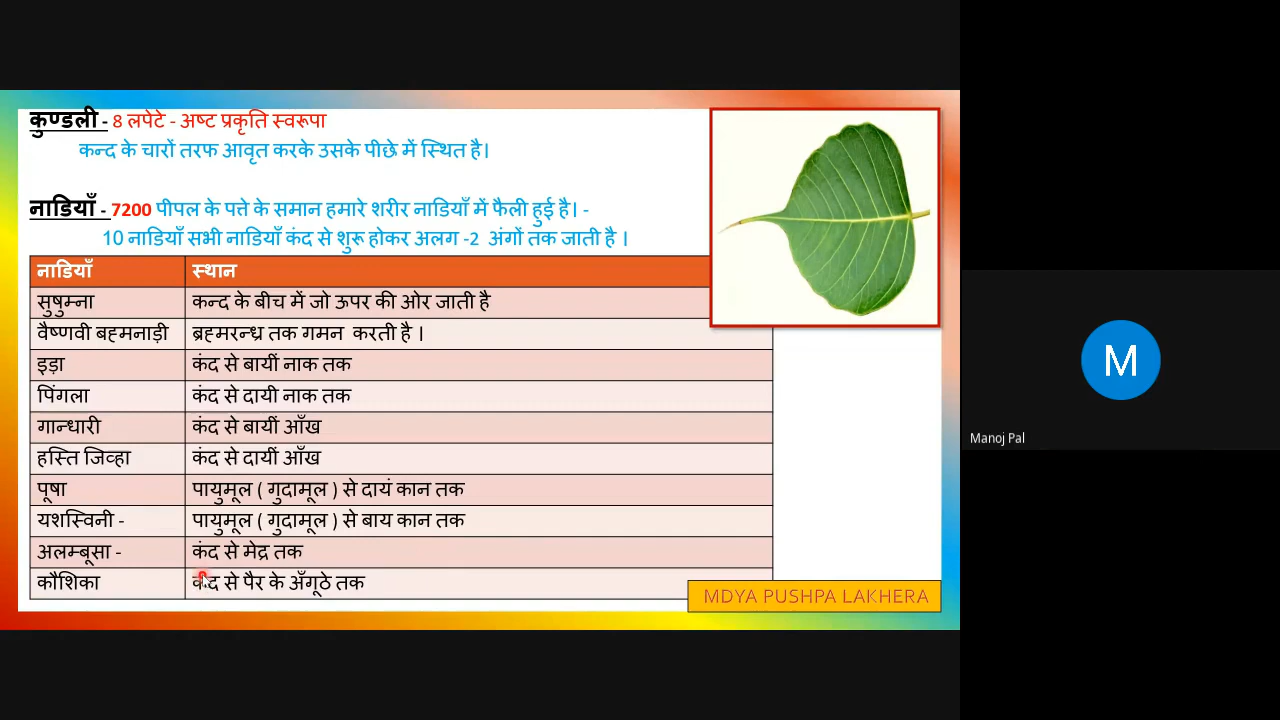 कुण्डली - 8 लपेटे - अष्ट प्रकृति स्वरूपा
कन्द के चारों तरफ आवृत करके उसके पीछे में स्थित है।
नाडियाँ - 7200 पीपल के पत्ते के समान हमारे शरीर नाडियाँ में फैली हुई है। -
10 नाडियाँ सभी नाडियाँ कंद से शुरू होकर अलग -2 अंगों तक जाती है ।
नाडियाँ स्थान
सुषुम्ना कन्द के बीच में जो ऊपर की ओर जाती है
वैष्णवी बह्मनाड़ी ब्रह्मरन्ध्र तक गमन करती है ।
इड़ा कंद से बायीं नाक तक
पिंगला कंद से दायी नाक तक
गान्धारी कंद से बायीं आँख
हस्ति जिव्हा कंद से दायीं आँख
पूषा पायुमूल ( गुदामूल ) से दायं कान तक
यशस्विनी - पायुमूल ( गुदामूल ) से बाय कान तक
अलम्बूसा - कंद से मेद्र तक
कौशिका कंद से पैर के अँगूठे तक
MDYA PUSHPA LAKHERA
M
Manoj Pal